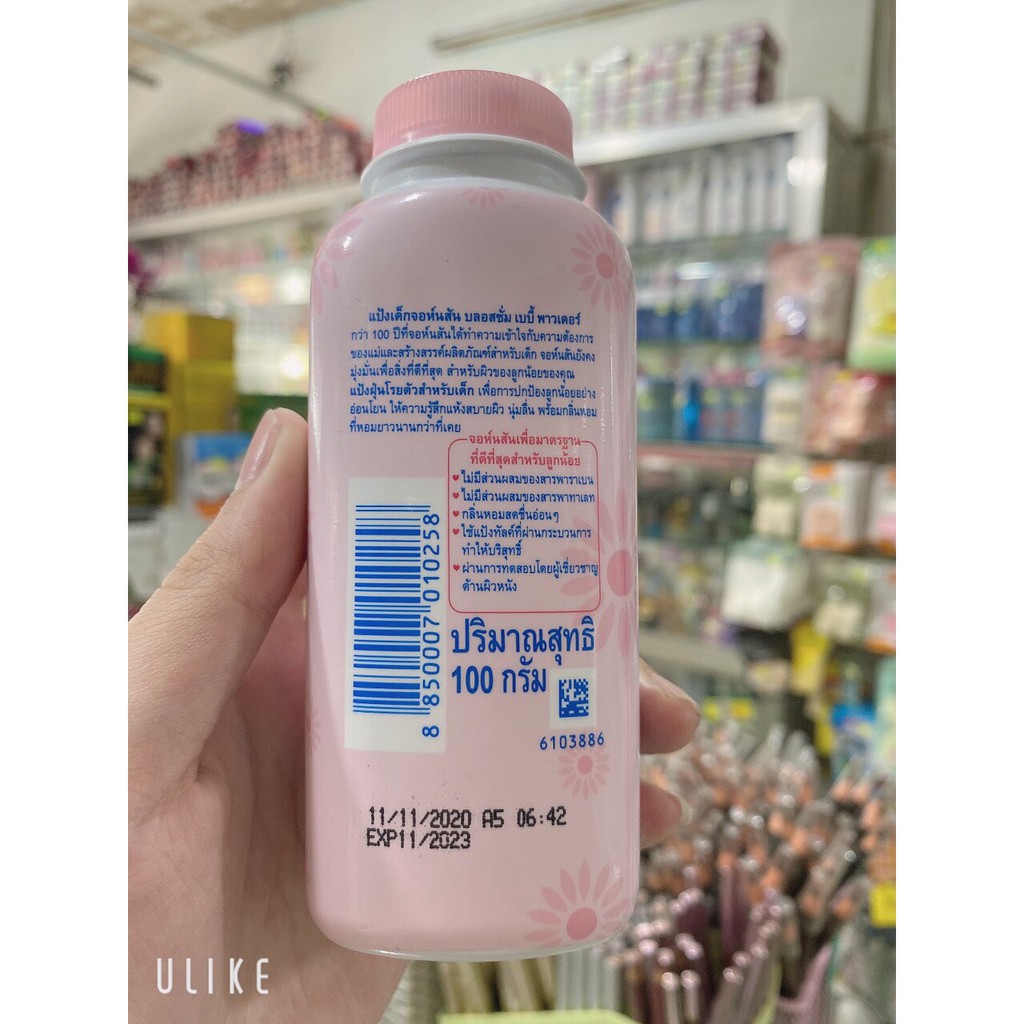 แป้งเด็กจอห์นสัน บลอสซั่ม เบบี้ พาวเดอร์
กว่า 100 ปีที่จอห์นสันได้ทำความเข้าใจกับความต้องการ
ของแม่และสร้างสรรค์ผลิตภัณฑ์สำหรับเด็ก จอห์นสันยังคง
มุ่งมั่นเพื่อสิ่งที่ดีที่สุด สำหรับผิวของลูกน้อยของคุณ
แป้งฝุ่นโรยตัวสำหรับเด็ก เพื่อการปกป้องลูกน้อยอย่าง
อ่อนโยน ให้ความรู้สึกแห้งสบายผิว นุ่มลื่น พร้อมกลิ่นหอม
ที่หอมยาวนานกว่าที่เคย
จอห์นสันเพื่อมาตรฐาน
ที่ดีที่สุดสำหรับลูกน้อย
ไม่มีส่วนผสมของสารพาราเบน
ไม่มีส่วนผสมของสารพาทาเลท
กลิ่นหอมสดชื่นอ่อนๆ
ใช้แป้งทัลค์ที่ผ่านกระบวนการ
ทำให้บริสุทธิ์
ผ่านการทดสอบโดยผู้เชี่ยวชาญ
ด้านผิวหนัง
8 850007 010258
ปริมาณสุทธิ
100 กรัม
6103886
11/11/2020 A5 06:42
EXP11/2023
ULIKE